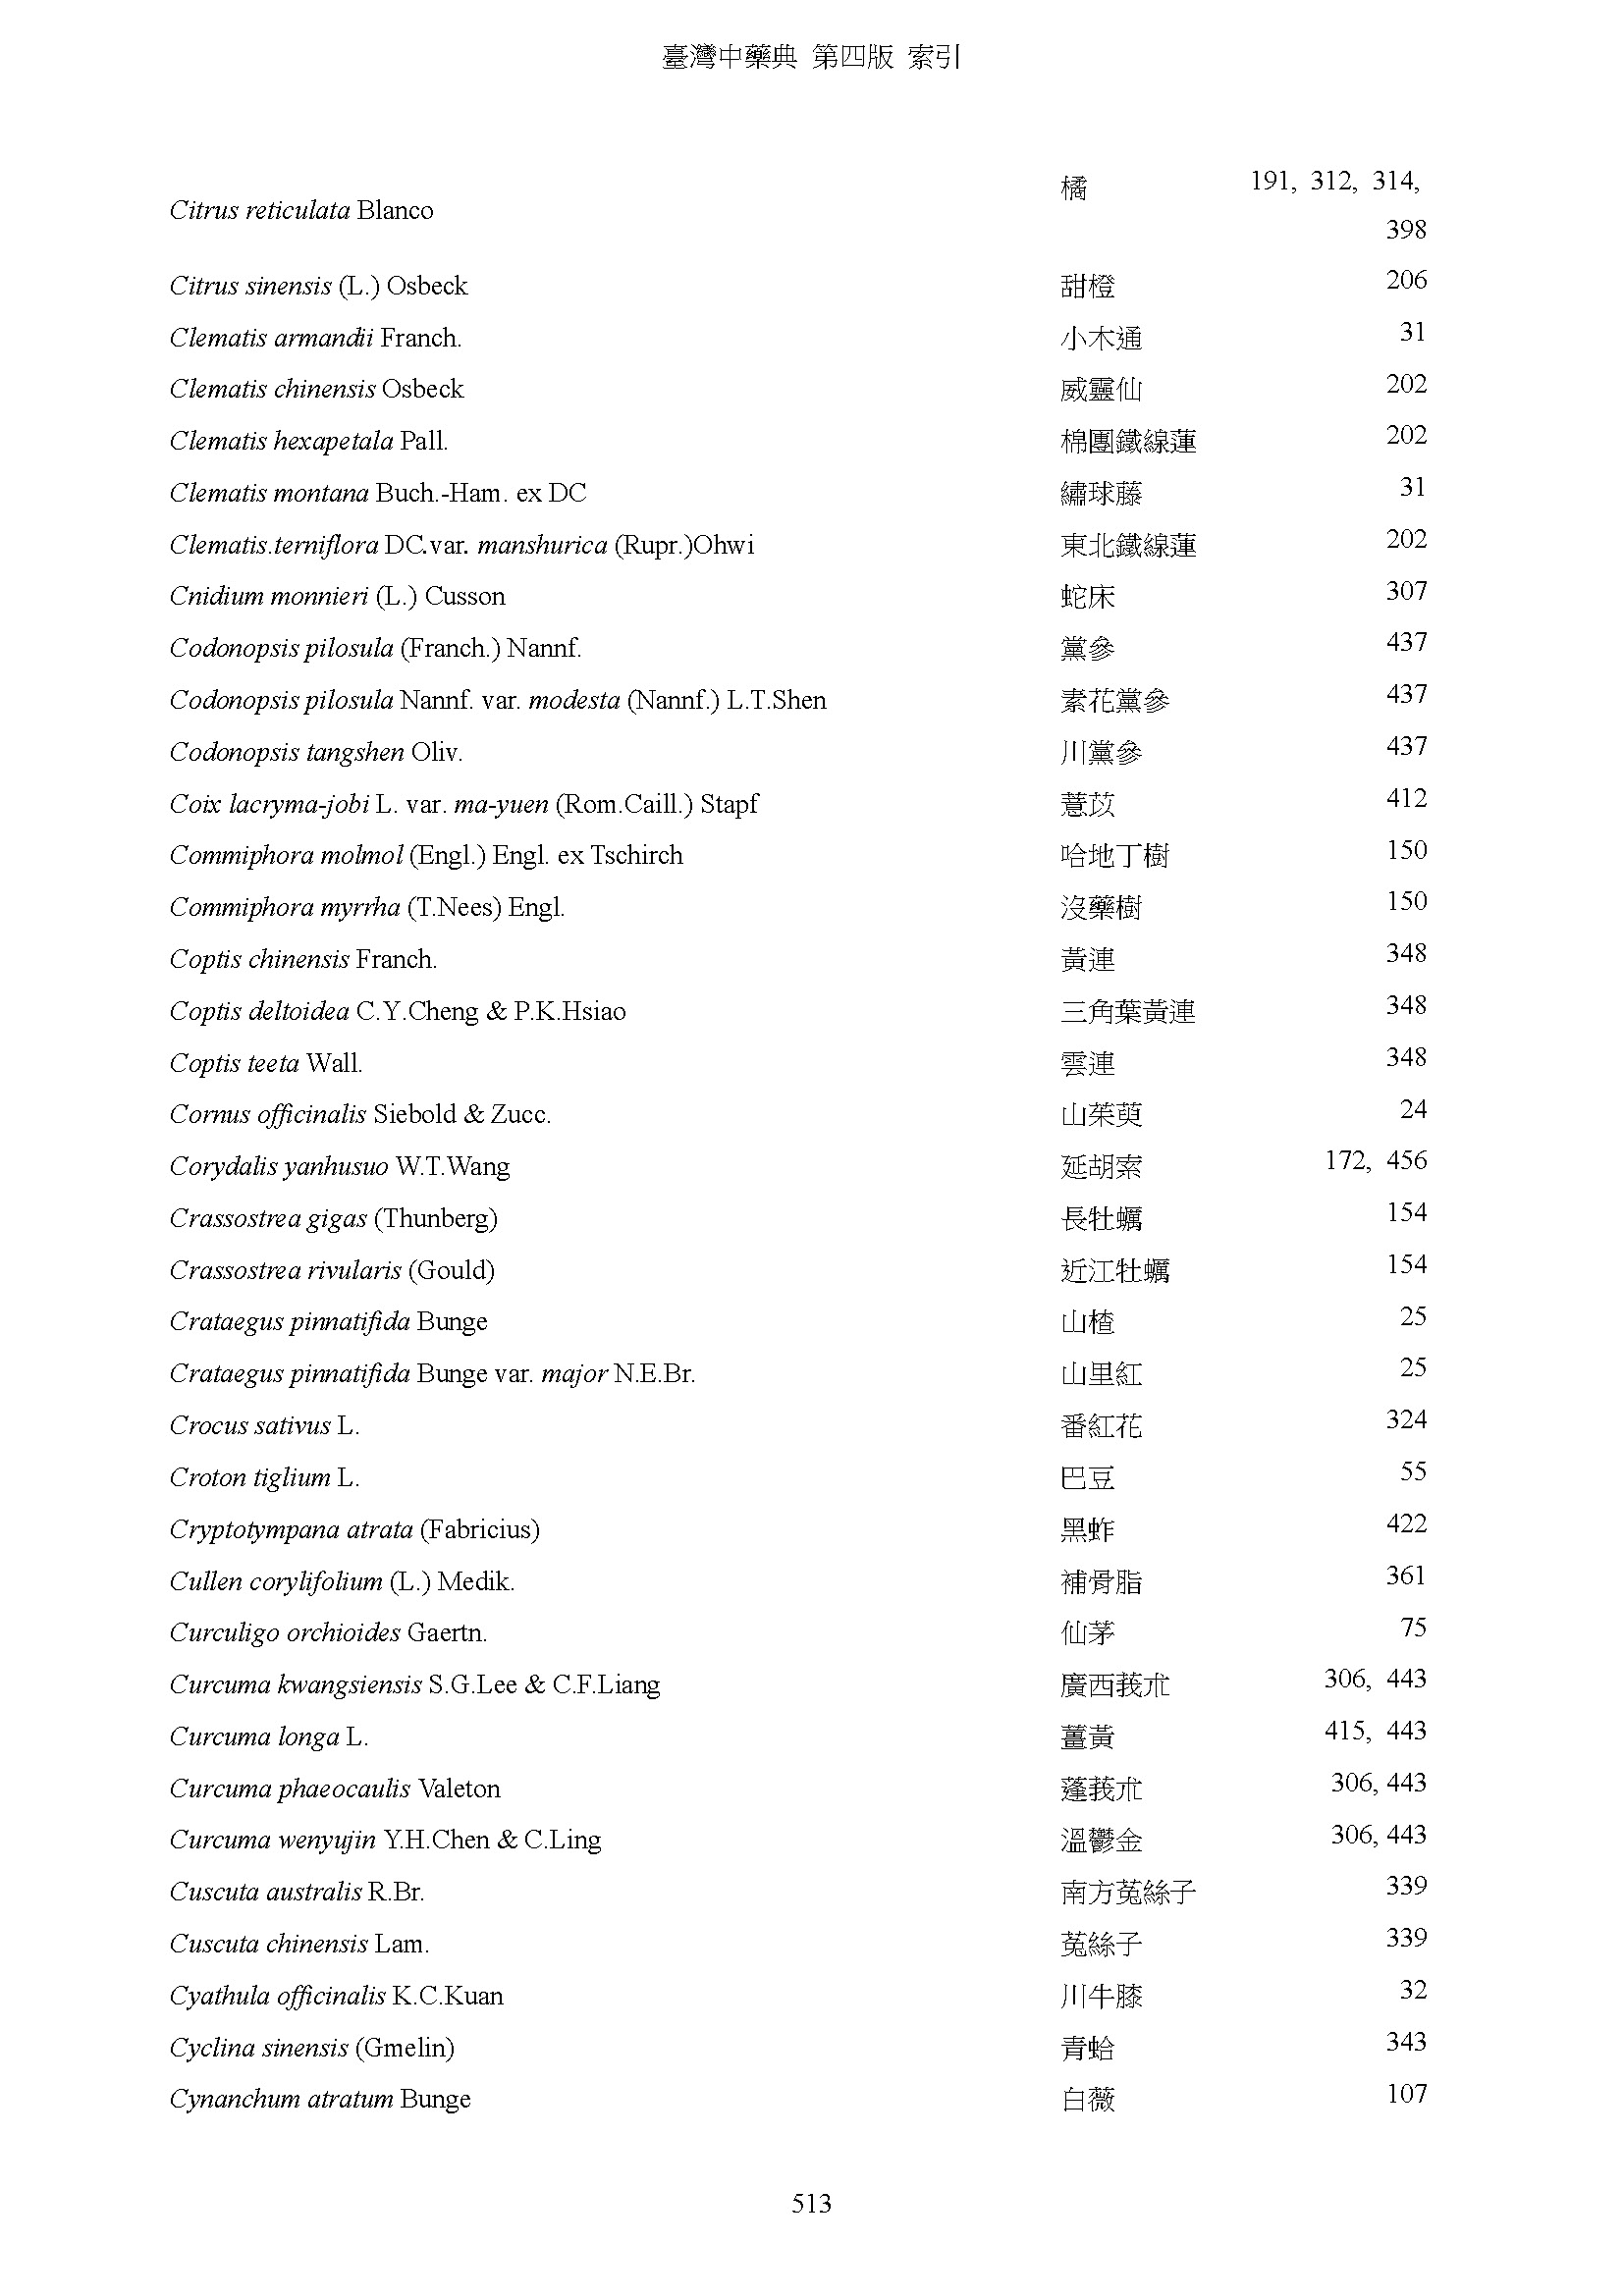 臺灣中藥典 第四版 索引
Citrus reticulata Blanco 橘 191, 312, 314,
398
Citrus sinensis (L.) Osbeck 甜橙 206
Clematis armandii Franch. 小木通 31
Clematis chinensis Osbeck 威靈仙 202
Clematis hexapetala Pall. 棉團鐵線蓮 202
Clematis montana Buch.-Ham. ex DC 繡球藤 31
Clematis.terniflora DC.var. manshurica (Rupr.)Ohwi 東北鐵線蓮 202
Cnidium monnieri (L.) Cusson 蛇床 307
Codonopsis pilosula (Franch.) Nannf. 黨參 437
Codonopsis pilosula Nannf. var. modesta (Nannf.) L.T.Shen 素花黨參 437
Codonopsis tangshen Oliv. 川黨參 437
Coix lacryma-jobi L. var. ma-yuen (Rom.Caill.) Stapf 薏苡 412
Commiphora molmol (Engl.) Engl. ex Tschirch 哈地丁樹 150
Commiphora myrrha (T.Nees) Engl. 沒藥樹 150
Coptis chinensis Franch. 黃連 348
Coptis deltoidea C.Y.Cheng & P.K.Hsiao 三角葉黃連 348
Coptis teeta Wall. 雲連 348
Cornus officinalis Siebold & Zucc. 山茱萸 24
Corydalis yanhusuo W.T.Wang 延胡索 172, 456
Crassostrea gigas (Thunberg) 長牡蠣 154
Crassostrea rivularis (Gould) 近江牡蠣 154
Crataegus pinnatifida Bunge 山楂 25
Crataegus pinnatifida Bunge var. major N.E.Br. 山里紅 25
Crocus sativus L. 番紅花 324
Croton tiglium L. 巴豆 55
Cryptotympana atrata (Fabricius) 黑蚱 422
Cullen corylifolium (L.) Medik. 補骨脂 361
Curculigo orchioides Gaertn. 仙茅 75
Curcuma kwangsiensis S.G.Lee & C.F.Liang 廣西莪朮 306, 443
Curcuma longa L. 薑黃 415, 443
Curcuma phaeocaulis Valeton 蓬莪朮 306, 443
Curcuma wenyujin Y.H.Chen & C.Ling 溫鬱金 306, 443
Cuscuta australis R.Br. 南方菟絲子 339
Cuscuta chinensis Lam. 菟絲子 339
Cyathula officinalis K.C.Kuan 川牛膝 32
Cyclina sinensis (Gmelin) 青蛤 343
Cynanchum atratum Bunge 白薇 107
513